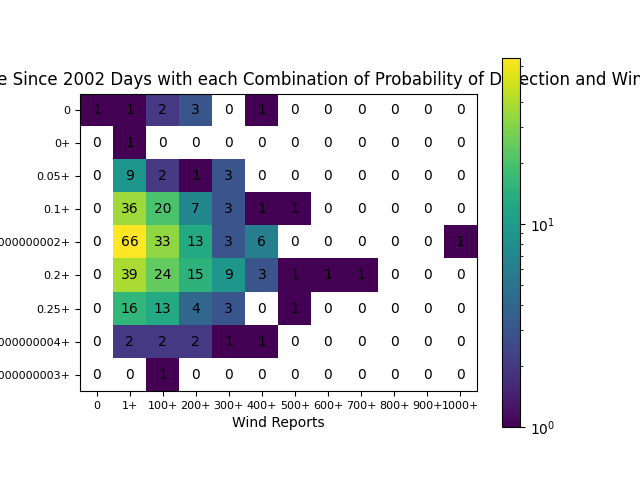 e Since 2002 Days with each Combination of Probability of D ection and Win
0 1 1 2 3 0 1 0 0 0 0 0 0
0+ 0 1 0 0 0 0 0 0 0 0 0 0
0.05+ 0 9 2 1 3 0 0 0 0 0 0 0
0.1+ 0 36 20 7 3 1 1 0 0 0 0 0
000000002+ 0 66 33 13 3 6 0 0 0 0 0 1
0.2+ 0 39 24 15 9 3 1 1 1 0 0 0
0.25+ 0 16 13 4 3 0 1 0 0 0 0 0
000000004+ 0 2 2 2 1 1 0 0 0 0 0 0
000000003+ 0 0 1 0 0 0 0 0 0 0 0 0
0 1+ 100+ 200+ 300+ 400+ 500+ 600+ 700+ 800+ 900+ 1000+
Wind Reports
10¹
10⁰